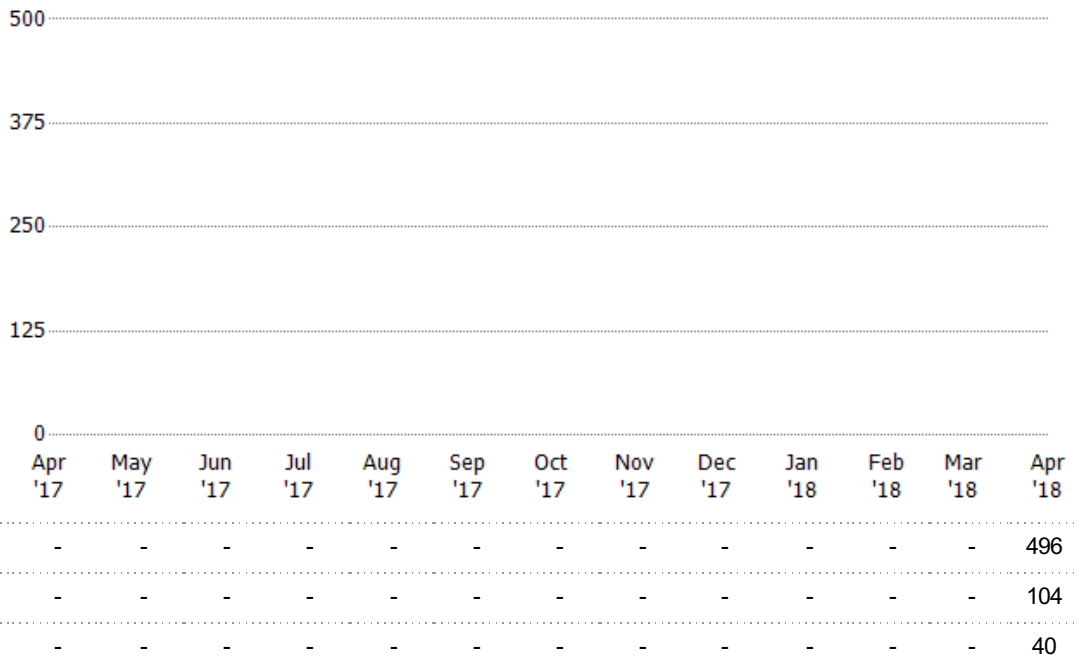 500
375
250
125
0
Apr May Jun Jul Aug Sep Oct Nov Dec Jan Feb Mar Apr
'17 '17 '17 '17 '17 '17 '17 '17 '17 '18 '18 '18 '18
- - - - - - - - - - - - 496
- - - - - - - - - - - - 104
- - - - - - - - - - - - 40